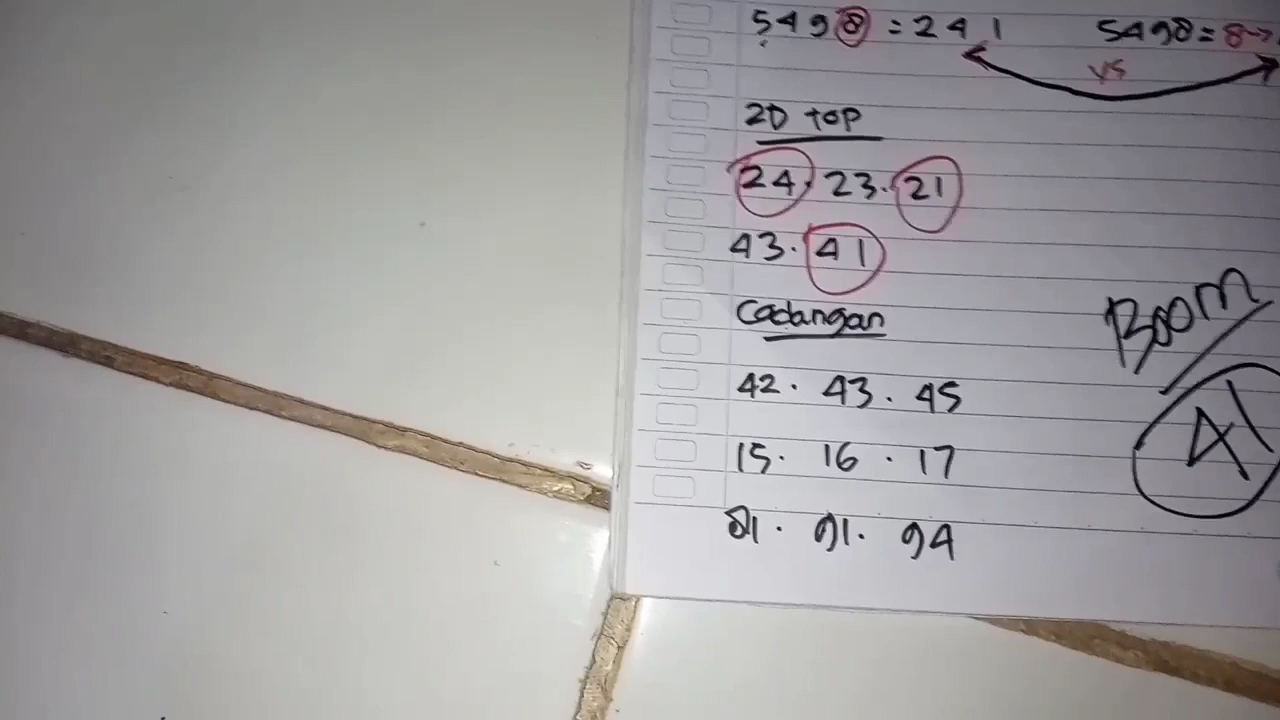 5498 = 241 5498 = 8→
vs
2D top
24. 23. 21
43. 41
Cadangan
42. 43. 45
15. 16. 17
81. 91. 94
Boom
41